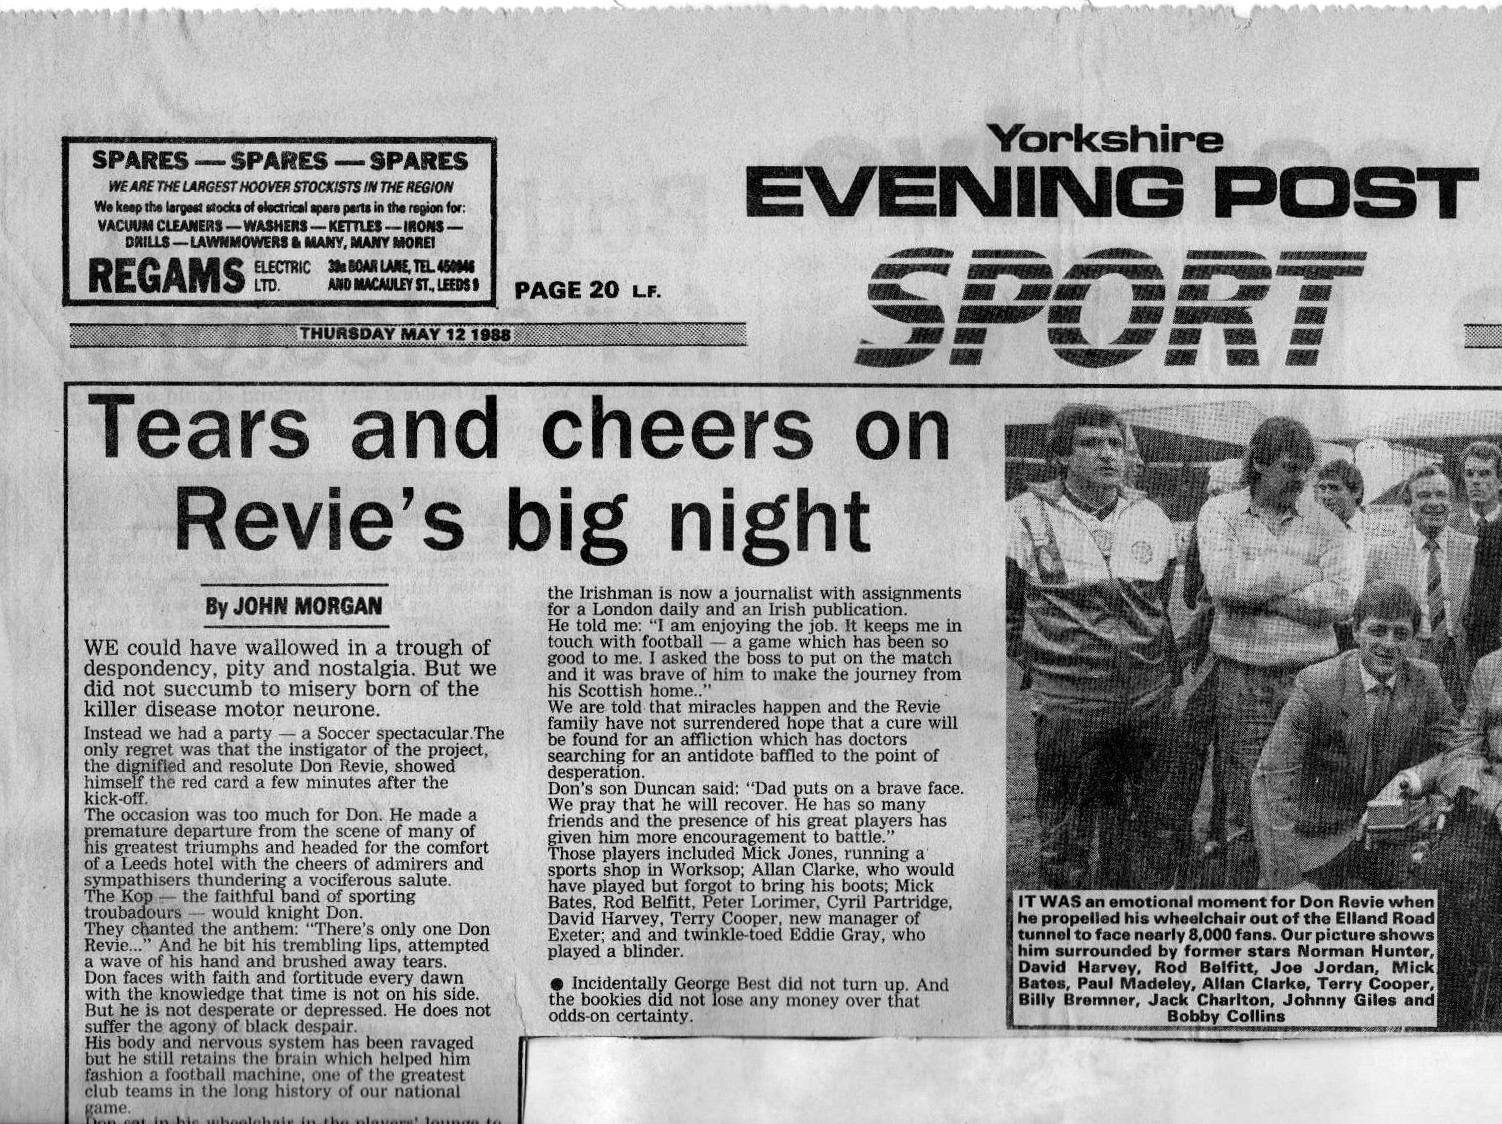 SPARES — SPARES — SPARES
WE ARE THE LARGEST HOOVER STOCKISTS IN THE REGION
We keep the largest stocks of electrical spare parts in the region for:
VACUUM CLEANERS — WASHERS — KETTLES — IRONS —
DRILLS — LAWNMOWERS & MANY, MANY MORE!
REGAMS ELECTRIC LTD.
BOAR LANE, TEL.
AND MACAULEY ST., LEEDS 9
PAGE 20 L.F.
THURSDAY MAY 12 1988
Yorkshire
EVENING POST
SPORT
Tears and cheers on
Revie's big night
By JOHN MORGAN
WE could have wallowed in a trough of
despondency, pity and nostalgia. But we
did not succumb to misery born of the
killer disease motor neurone.
Instead we had a party — a Soccer spectacular.The
only regret was that the instigator of the project,
the dignified and resolute Don Revie, showed
himself the red card a few minutes after the
kick-off.
The occasion was too much for Don. He made a
premature departure from the scene of many of
his greatest triumphs and headed for the comfort
of a Leeds hotel with the cheers of admirers and
sympathisers thundering a vociferous salute.
The Kop — the faithful band of sporting
troubadours — would knight Don.
They chanted the anthem: "There's only one Don
Revie..." And he bit his trembling lips, attempted
a wave of his hand and brushed away tears.
Don faces with faith and fortitude every dawn
with the knowledge that time is not on his side.
But he is not desperate or depressed. He does not
suffer the agony of black despair.
His body and nervous system has been ravaged
but he still retains the brain which helped him
fashion a football machine, one of the greatest
club teams in the long history of our national
game.
Don sat in his wheelchair in the players' lounge to
the Irishman is now a journalist with assignments
for a London daily and an Irish publication.
He told me: "I am enjoying the job. It keeps me in
touch with football — a game which has been so
good to me. I asked the boss to put on the match
and it was brave of him to make the journey from
his Scottish home.."
We are told that miracles happen and the Revie
family have not surrendered hope that a cure will
be found for an affliction which has doctors
searching for an antidote baffled to the point of
desperation.
Don's son Duncan said: "Dad puts on a brave face.
We pray that he will recover. He has so many
friends and the presence of his great players has
given him more encouragement to battle."
Those players included Mick Jones, running a
sports shop in Worksop; Allan Clarke, who would
have played but forgot to bring his boots; Mick
Bates, Rod Belfitt, Peter Lorimer, Cyril Partridge,
David Harvey, Terry Cooper, new manager of
Exeter; and and twinkle-toed Eddie Gray, who
played a blinder.
● Incidentally George Best did not turn up. And
the bookies did not lose any money over that
odds-on certainty.
IT WAS an emotional moment for Don Revie when
he propelled his wheelchair out of the Elland Road
tunnel to face nearly 8,000 fans. Our picture shows
him surrounded by former stars Norman Hunter,
David Harvey, Rod Belfitt, Joe Jordan, Mick
Bates, Paul Madeley, Allan Clarke, Terry Cooper,
Billy Bremner, Jack Charlton, Johnny Giles and
Bobby Collins